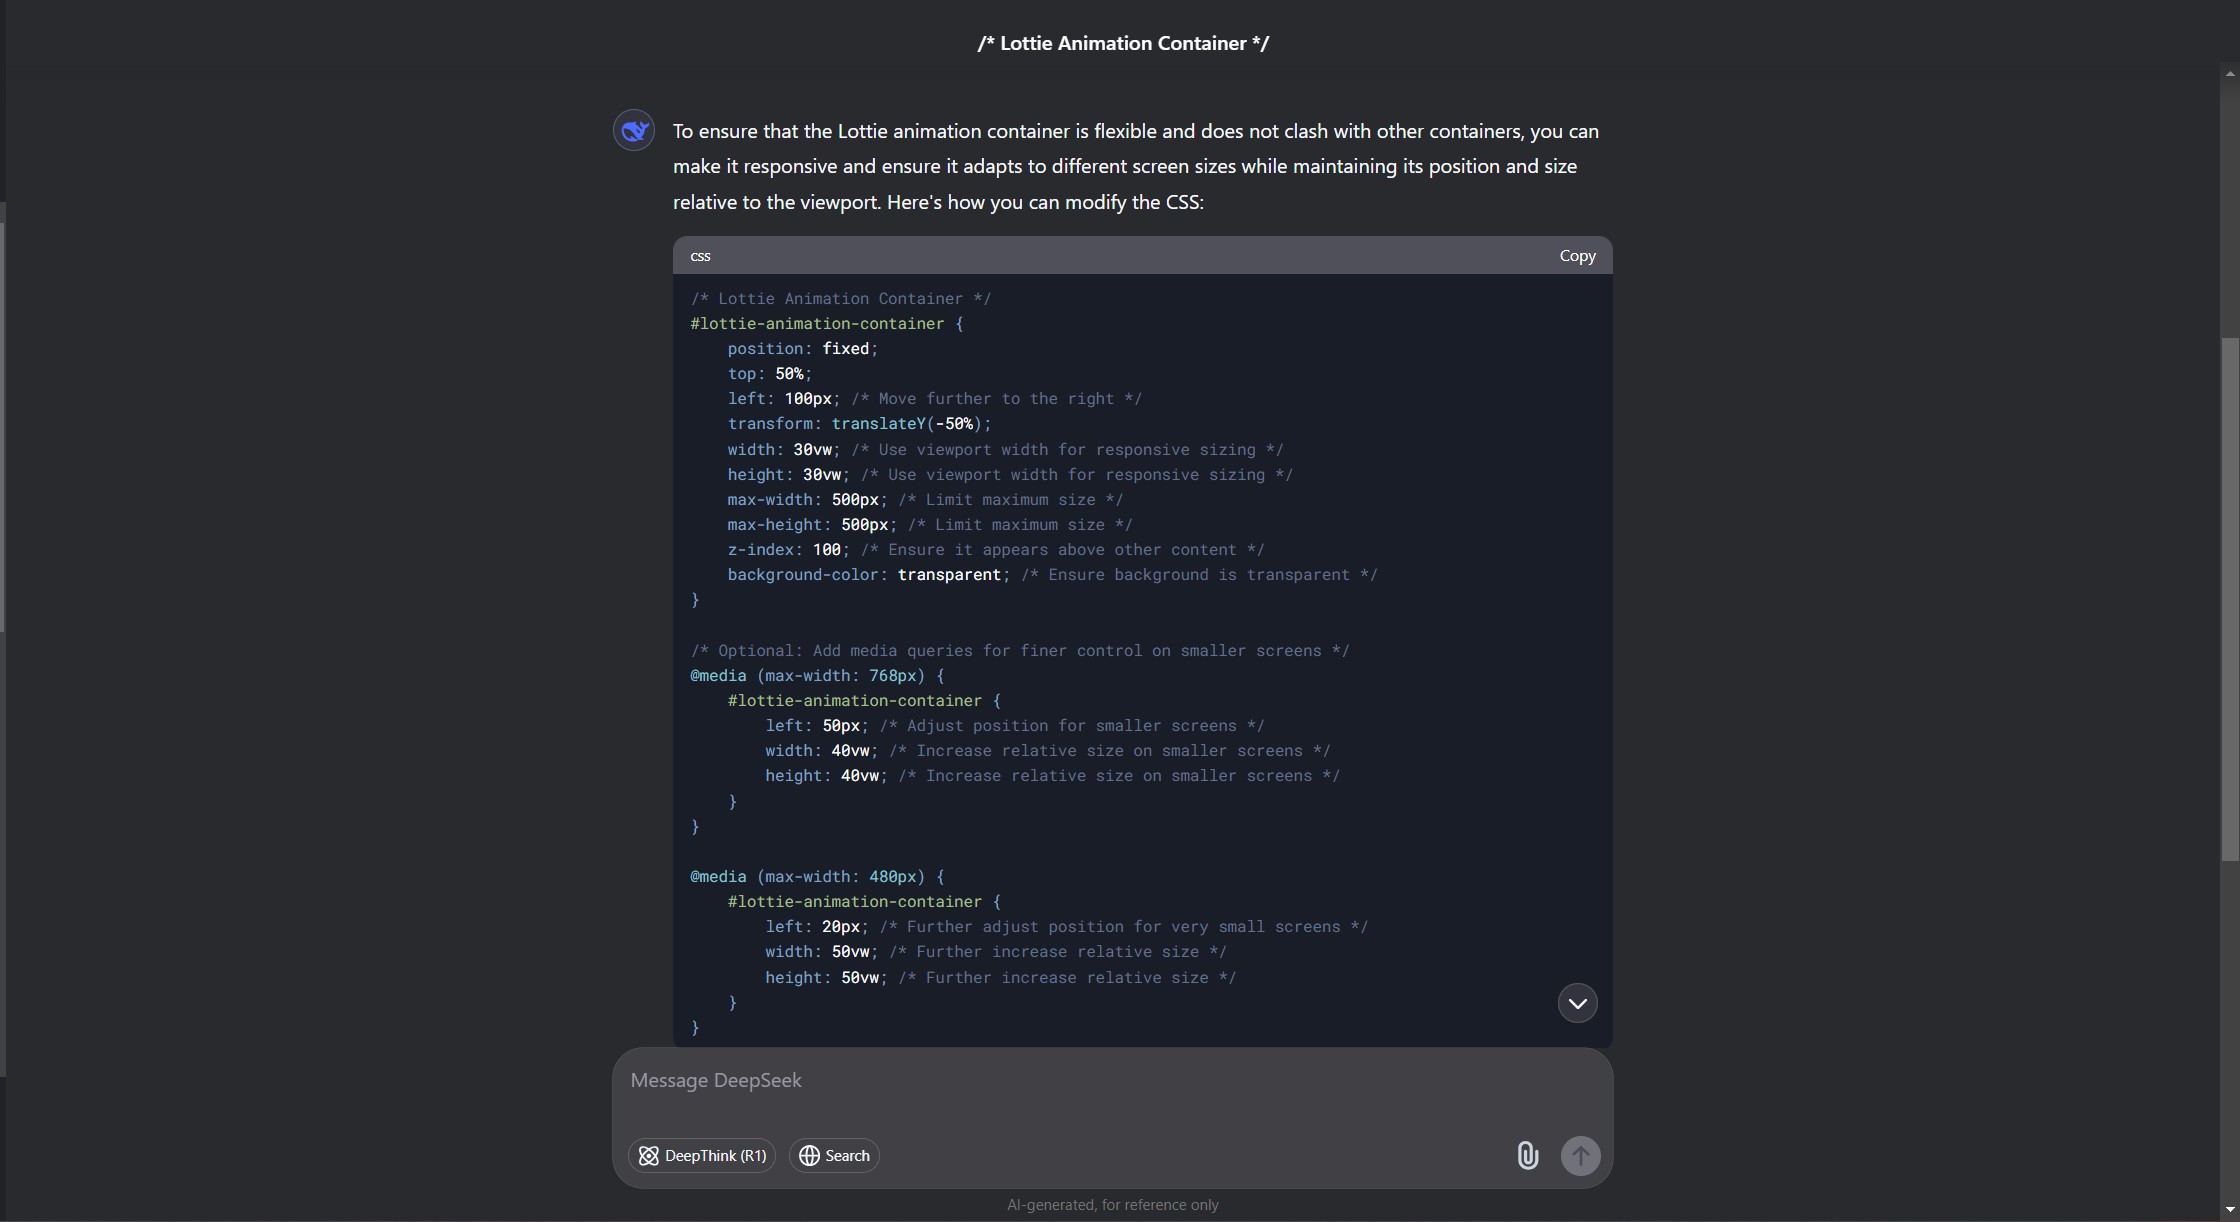 /* Lottie Animation Container */
To ensure that the Lottie animation container is flexible and does not clash with other containers, you can
make it responsive and ensure it adapts to different screen sizes while maintaining its position and size
relative to the viewport. Here's how you can modify the CSS:
css
Copy
/* Lottie Animation Container */
#lottie-animation-container {
    position: fixed;
    top: 50%;
    left: 100px; /* Move further to the right */
    transform: translateY(-50%);
    width: 30vw; /* Use viewport width for responsive sizing */
    height: 30vw; /* Use viewport width for responsive sizing */
    max-width: 500px; /* Limit maximum size */
    max-height: 500px; /* Limit maximum size */
    z-index: 100; /* Ensure it appears above other content */
    background-color: transparent; /* Ensure background is transparent */
}
/* Optional: Add media queries for finer control on smaller screens */
@media (max-width: 768px) {
    #lottie-animation-container {
        left: 50px; /* Adjust position for smaller screens */
        width: 40vw; /* Increase relative size on smaller screens */
        height: 40vw; /* Increase relative size on smaller screens */
    }
}
@media (max-width: 480px) {
    #lottie-animation-container {
        left: 20px; /* Further adjust position for very small screens */
        width: 50vw; /* Further increase relative size */
        height: 50vw; /* Further increase relative size */
    }
}
Message DeepSeek
DeepThink (R1)
Search
AI-generated, for reference only